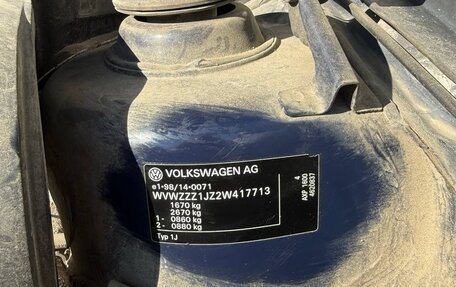 VOLKSWAGEN AG
e1*98/14*0071
WVWZZZ1JZ2W417713
1670 kg
2670 kg
1 - 0860 kg
2 - 0880 kg
Typ 1J
4
AXP 1600
4620837